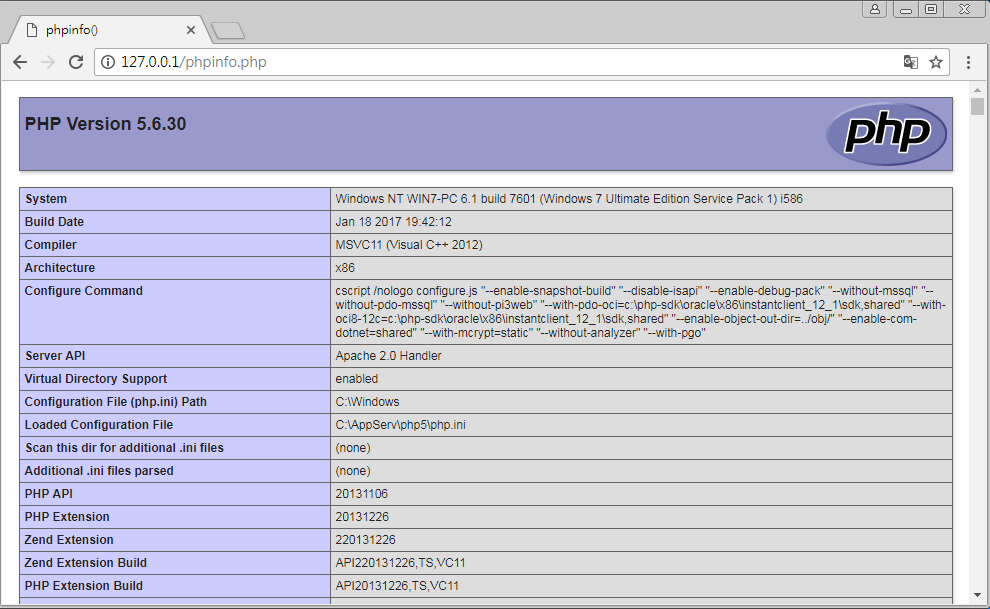 phpinfo()
127.0.0.1/phpinfo.php
PHP Version 5.6.30
php
System Windows NT WIN7-PC 6.1 build 7601 (Windows 7 Ultimate Edition Service Pack 1) i586
Build Date Jan 18 2017 19:42:12
Compiler MSVC11 (Visual C++ 2012)
Architecture x86
Configure Command cscript /nologo configure.js "--enable-snapshot-build" "--disable-isapi" "--enable-debug-pack" "--without-mssql" "--
without-pdo-mssql" "--without-pi3web" "--with-pdo-oci=c:\php-sdk\oracle\x86\instantclient_12_1\sdk,shared" "--with-
oci8-12c=c:\php-sdk\oracle\x86\instantclient_12_1\sdk,shared" "--enable-object-out-dir=../obj/" "--enable-com-
dotnet=shared" "--with-mcrypt=static" "--without-analyzer" "--with-pgo"
Server API Apache 2.0 Handler
Virtual Directory Support enabled
Configuration File (php.ini) Path C:\Windows
Loaded Configuration File C:\AppServ\php5\php.ini
Scan this dir for additional .ini files (none)
Additional .ini files parsed (none)
PHP API 20131106
PHP Extension 20131226
Zend Extension 220131226
Zend Extension Build API220131226,TS,VC11
PHP Extension Build API20131226,TS,VC11